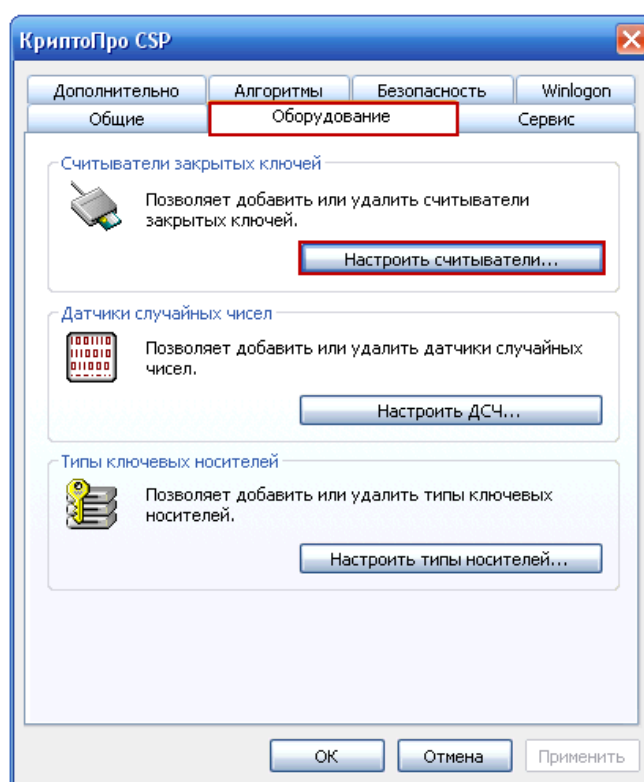 КриптоПро CSP
Дополнительно Алгоритмы Безопасность Winlogon
Общие Оборудование Сервис
Считыватели закрытых ключей
Позволяет добавить или удалить считыватели
закрытых ключей.
Настроить считыватели...
Датчики случайных чисел
Позволяет добавить или удалить датчики случайных
чисел.
Настроить ДСЧ...
Типы ключевых носителей
Позволяет добавить или удалить типы ключевых
носителей.
Настроить типы носителей...
ОК Отмена Применить